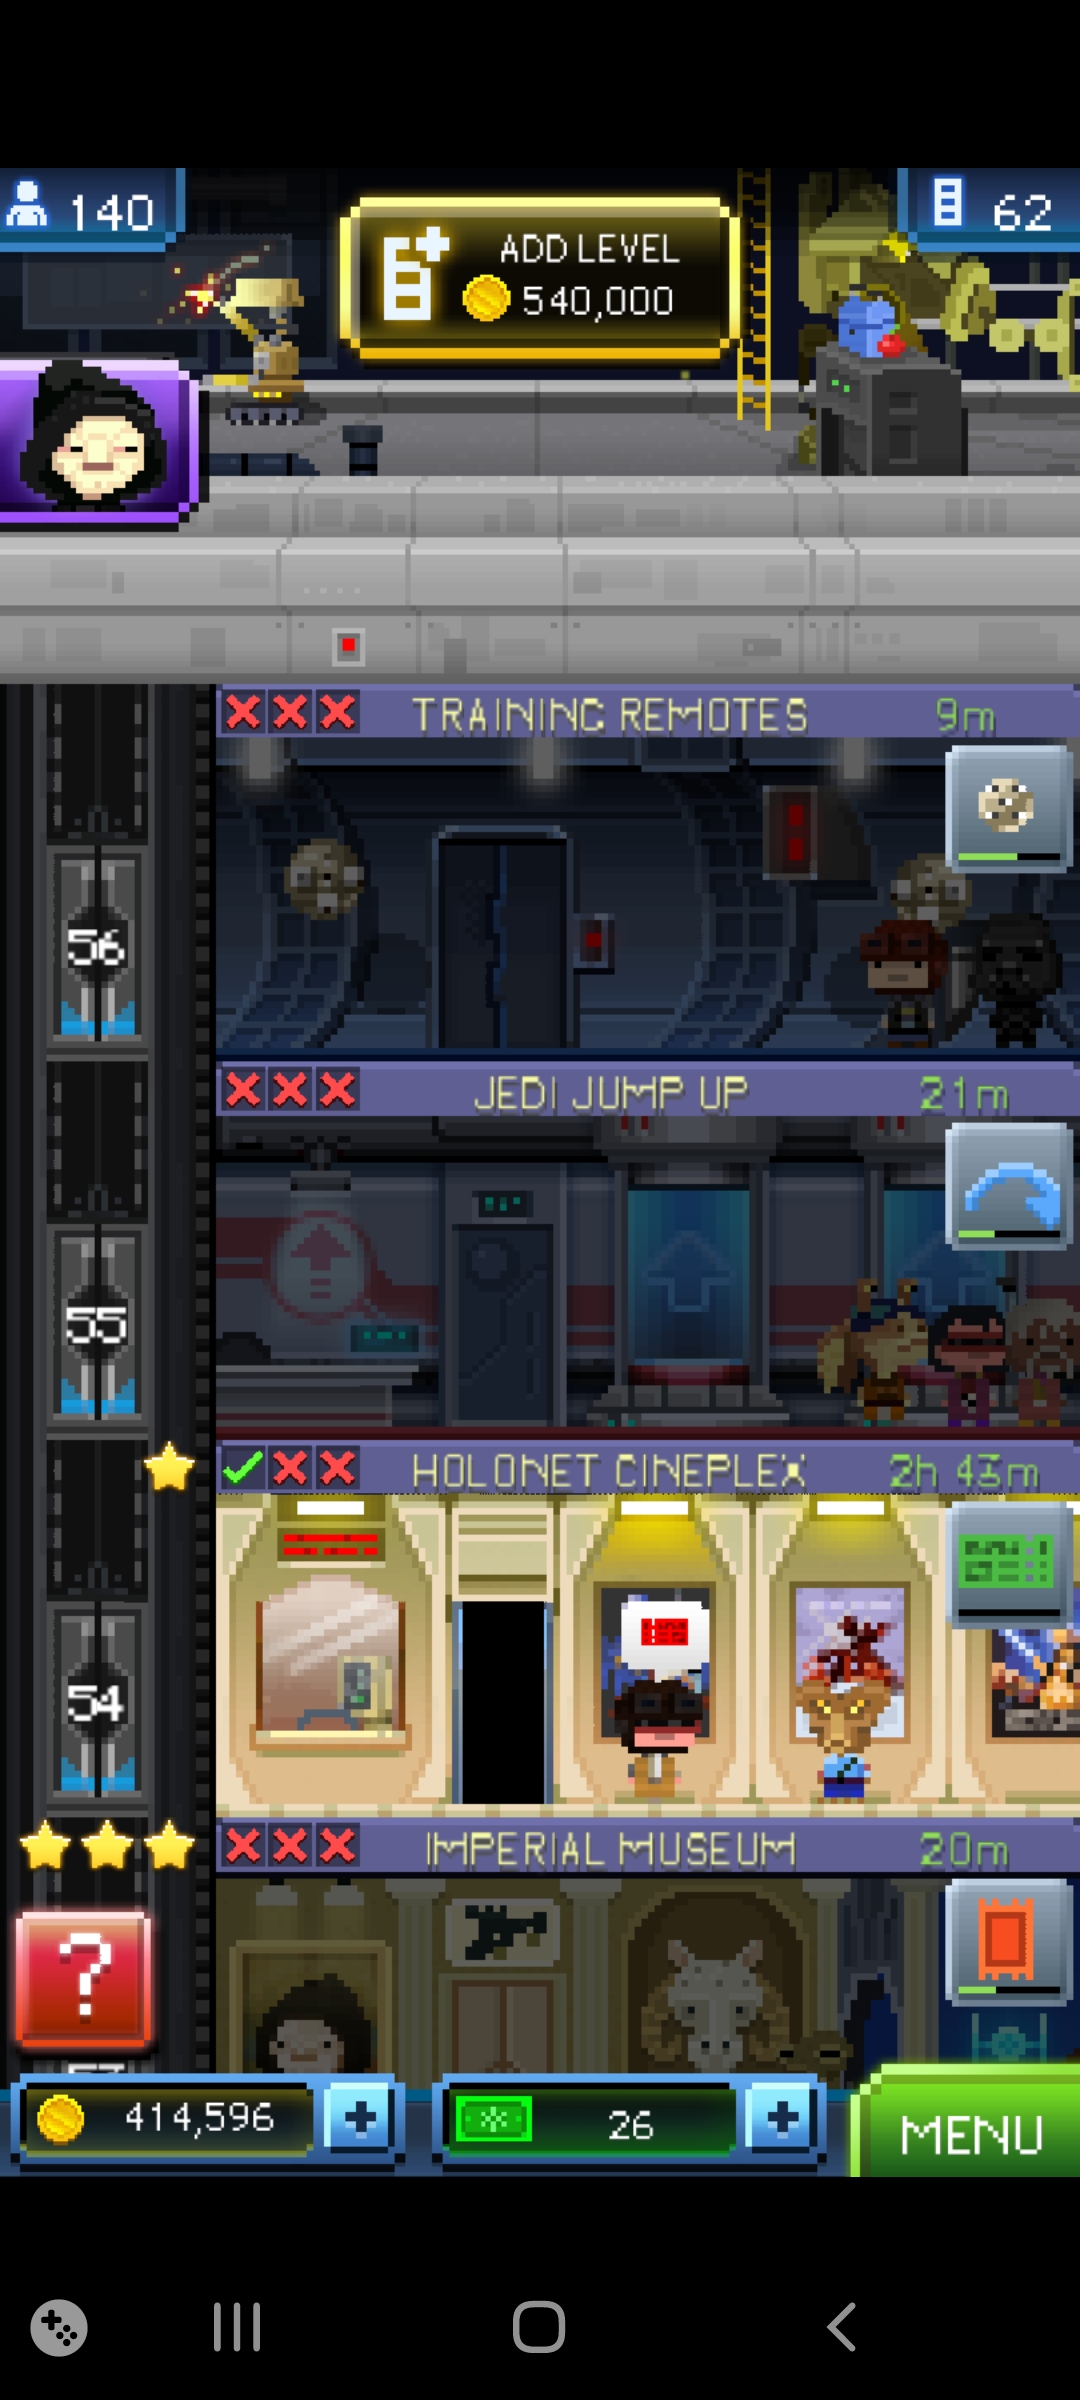 140
ADD LEVEL
540,000
62
TRAINING REMOTES 9m
56
JEDI JUMP UP 21m
55
HOLONET CINEPLEX 2h 43m
54
IMPERIAL MUSEUM 20m
?
414,596 +
26 +
MENU